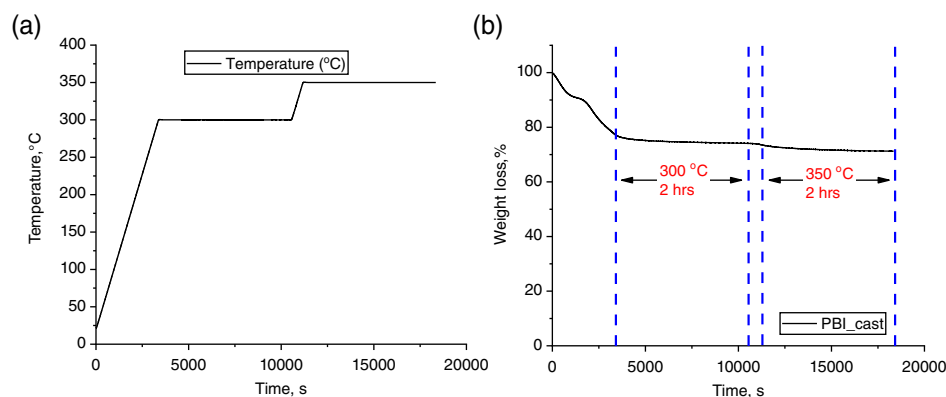 (a)
400
350
300
250
200
150
100
50
0
Temperature,°C
Temperature (°C)
0 5000 10000 15000 20000
Time, s
(b)
100
80
60
40
20
0
Weight loss,%
300 °C
2 hrs
350 °C
2 hrs
PBI_cast
0 5000 10000 15000 20000
Time, s